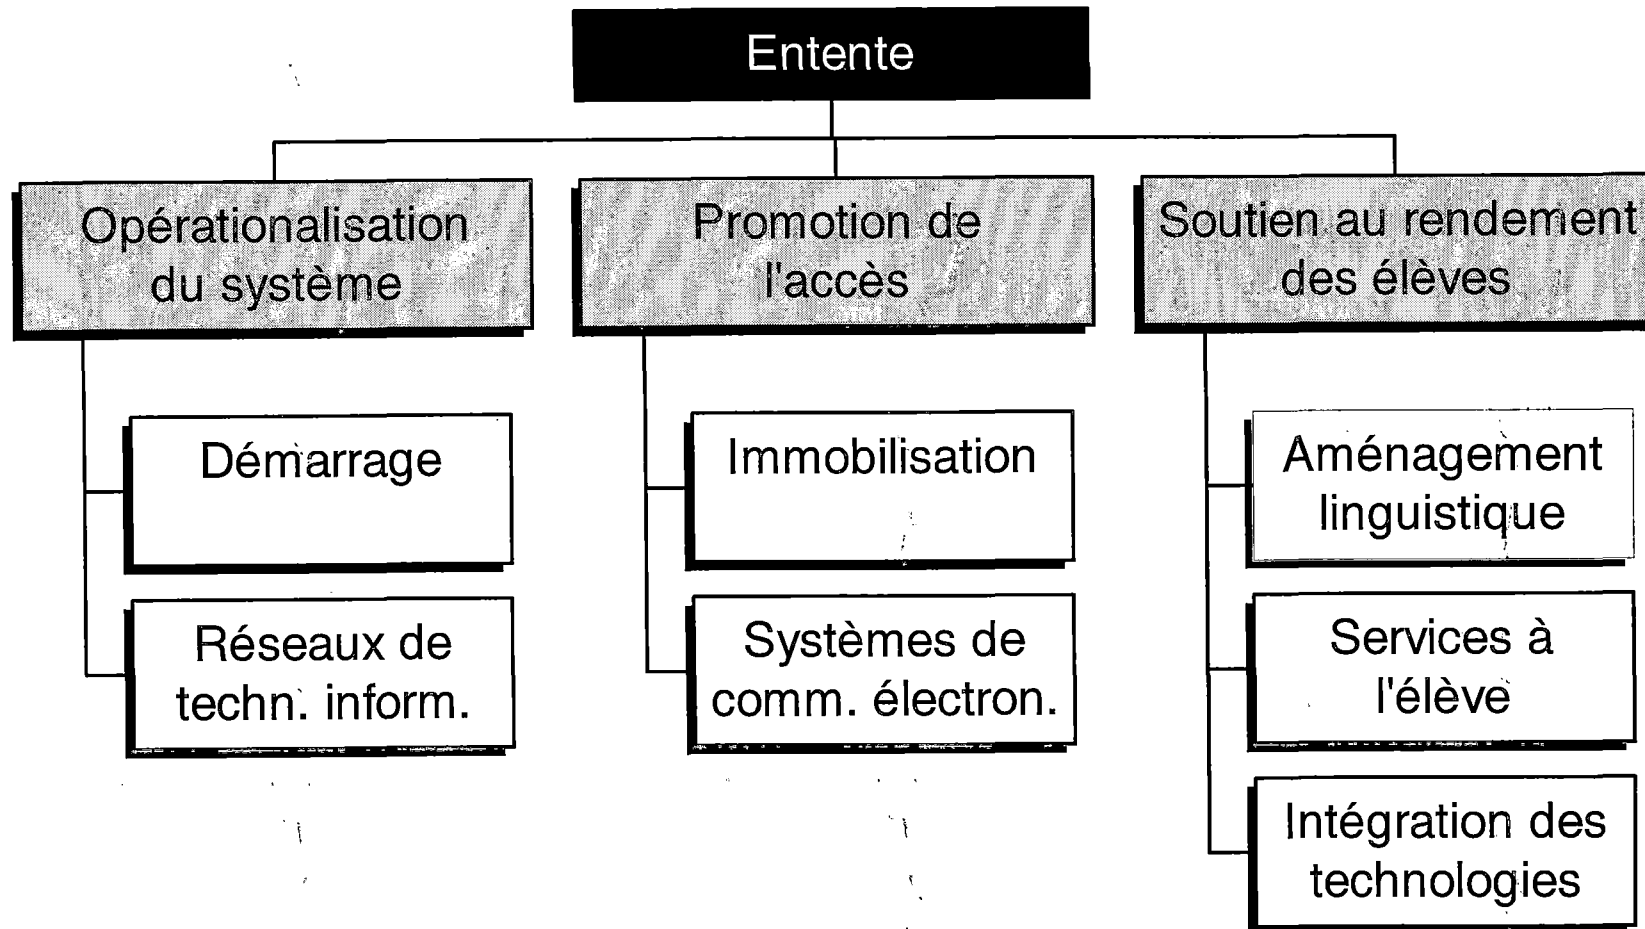 Entente
Opérationalisation
du système
Promotion de
l'accès
Soutien au rendement
des élèves
Démarrage
Réseaux de
techn. inform.
Immobilisation
Systèmes de
comm. électron.
Aménagement
linguistique
Services à
l'élève
Intégration des
technologies